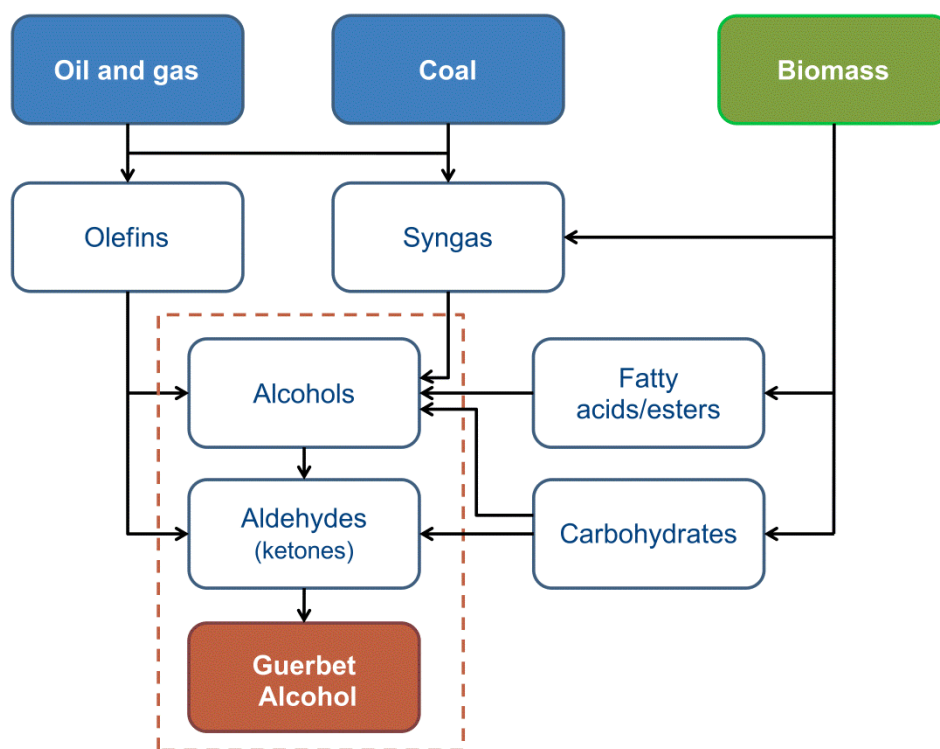 Oil and gas
Coal
Biomass
Olefins
Syngas
Alcohols
Fatty
acids/esters
Aldehydes
(ketones)
Carbohydrates
Guerbet
Alcohol